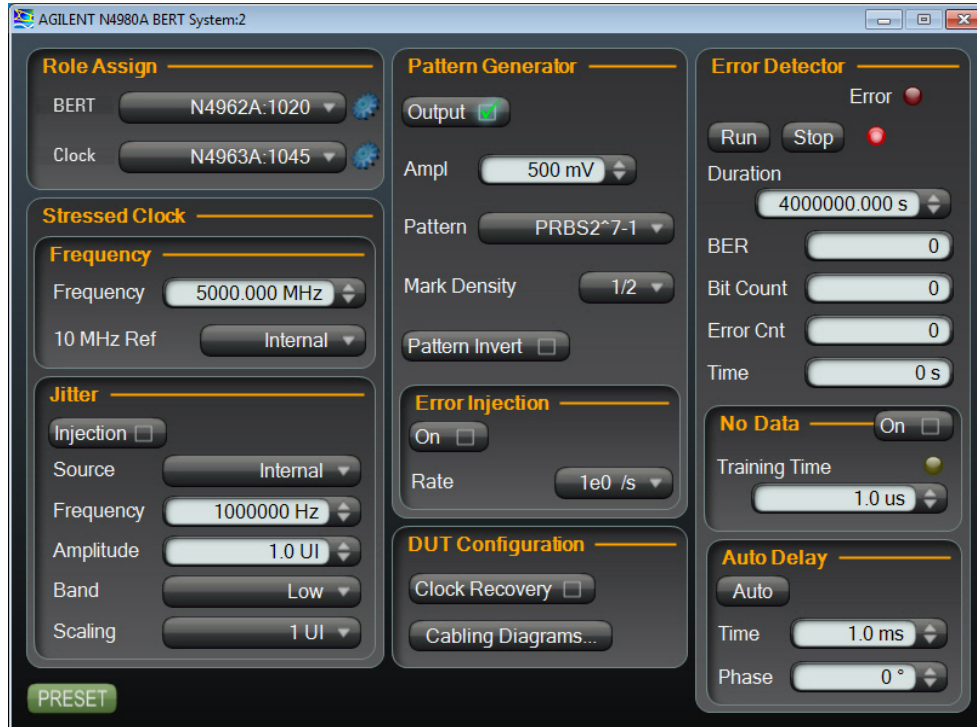 AGILENT N4980A BERT System:2
Role Assign
BERT N4962A:1020
Clock N4963A:1045
Stressed Clock
Frequency
Frequency 5000.000 MHz
10 MHz Ref Internal
Jitter
Injection
Source Internal
Frequency 1000000 Hz
Amplitude 1.0 UI
Band Low
Scaling 1 UI
PRESET
Pattern Generator
Output
Ampl 500 mV
Pattern PRBS2^7-1
Mark Density 1/2
Pattern Invert
Error Injection
On
Rate 1e0 /s
DUT Configuration
Clock Recovery
Cabling Diagrams...
Error Detector
Error
Run Stop
Duration
4000000.000 s
BER 0
Bit Count 0
Error Cnt 0
Time 0 s
No Data On
Training Time
1.0 us
Auto Delay
Auto
Time 1.0 ms
Phase 0 °